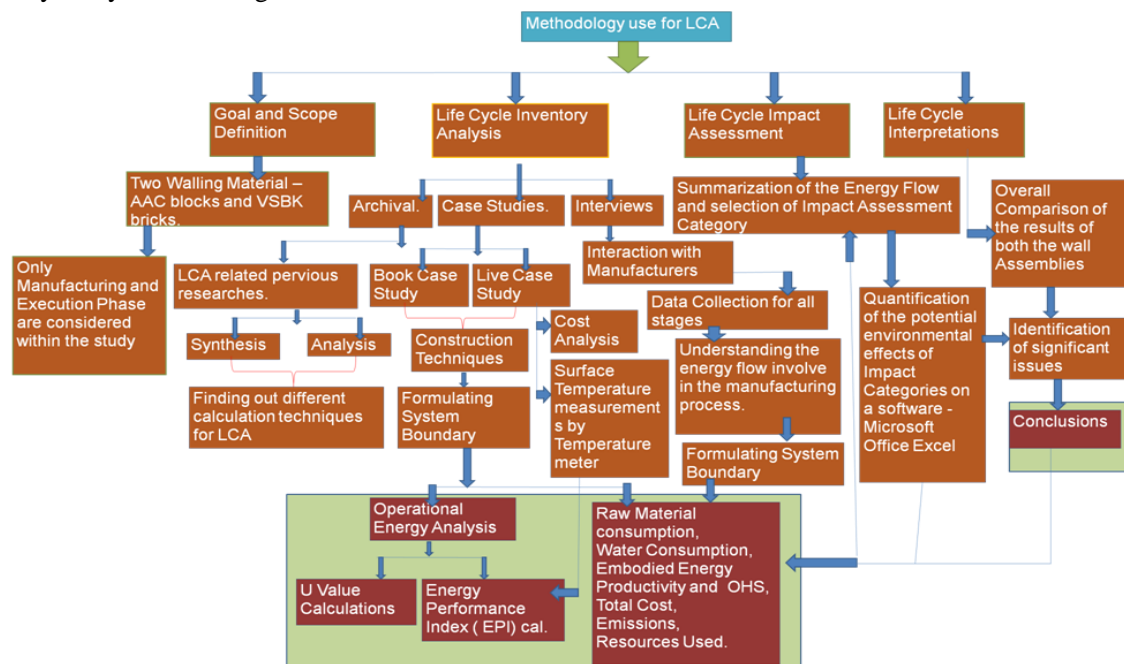 Methodology use for LCA
Goal and Scope
Definition
Life Cycle Inventory
Analysis
Life Cycle Impact
Assessment
Life Cycle
Interpretations
Two Walling Material –
AAC blocks and VSBK
bricks.
Archival.
Case Studies.
Interviews
Summarization of the Energy Flow
and selection of Impact Assessment
Category
Overall
Comparison of
the results of
both the wall
Assemblies
Only
Manufacturing and
Execution Phase
are considered
within the study
LCA related pervious
researches.
Book Case
Study
Live Case
Study
Interaction with
Manufacturers
Data Collection for all
stages
Quantification
of the potential
environmental
effects of
Impact
Categories on
a software -
Microsoft
Office Excel
Identification
of significant
issues
Synthesis
Analysis
Construction
Techniques
Cost
Analysis
Understanding the
energy flow involve
in the manufacturing
process.
Finding out different
calculation techniques
for LCA
Formulating
System
Boundary
Surface
Temperature
measurement
s by
Temperature
meter
Formulating System
Boundary
Conclusions
Operational
Energy Analysis
U Value
Calculations
Energy
Performance
Index ( EPI) cal.
Raw Material
consumption,
Water Consumption,
Embodied Energy
Productivity and OHS,
Total Cost,
Emissions,
Resources Used.